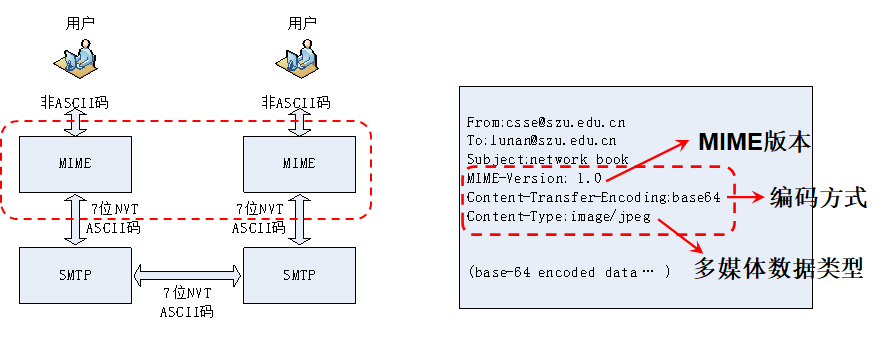 用户
用户
非ASCII码
非ASCII码
MIME
MIME
7位NVT
ASCII码
7位NVT
ASCII码
SMTP
SMTP
7位NVT
ASCII码
From:csse@szu.edu.cn
To:lunan@szu.edu.cn
Subject:network book
MIME-Version: 1.0
Content-Transfer-Encoding:base64
Content-Type:image/jpeg
(base-64 encoded data… )
MIME版本
编码方式
多媒体数据类型